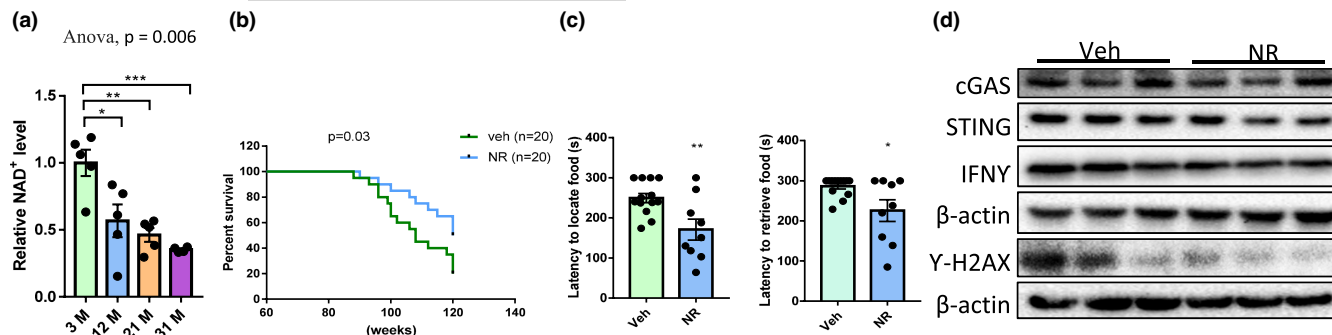 (a)
Anova, p = 0.006
***
**
*
Relative NAD+ level
1.5
1.0
0.5
0.0
3 M
12 M
21 M
31 M
(b)
p=0.03
veh (n=20)
NR (n=20)
Percent survival
120
100
80
60
40
20
0
60 80 100 120 140
(weeks)
(c)
Latency to locate food (s)
400
300
200
100
0
**
Veh NR
Latency to retrieve food (s)
400
300
200
100
0
*
Veh NR
(d)
Veh NR
cGAS
STING
IFNY
β-actin
Y-H2AX
β-actin